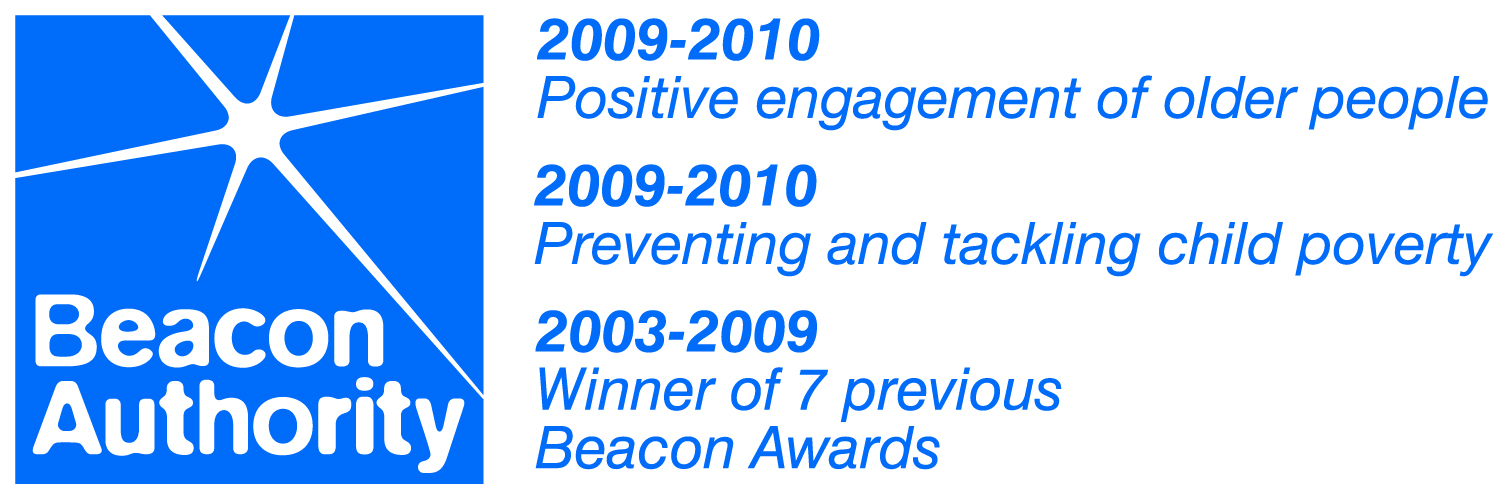 Beacon
Authority
2009-2010
Positive engagement of older people
2009-2010
Preventing and tackling child poverty
2003-2009
Winner of 7 previous
Beacon Awards